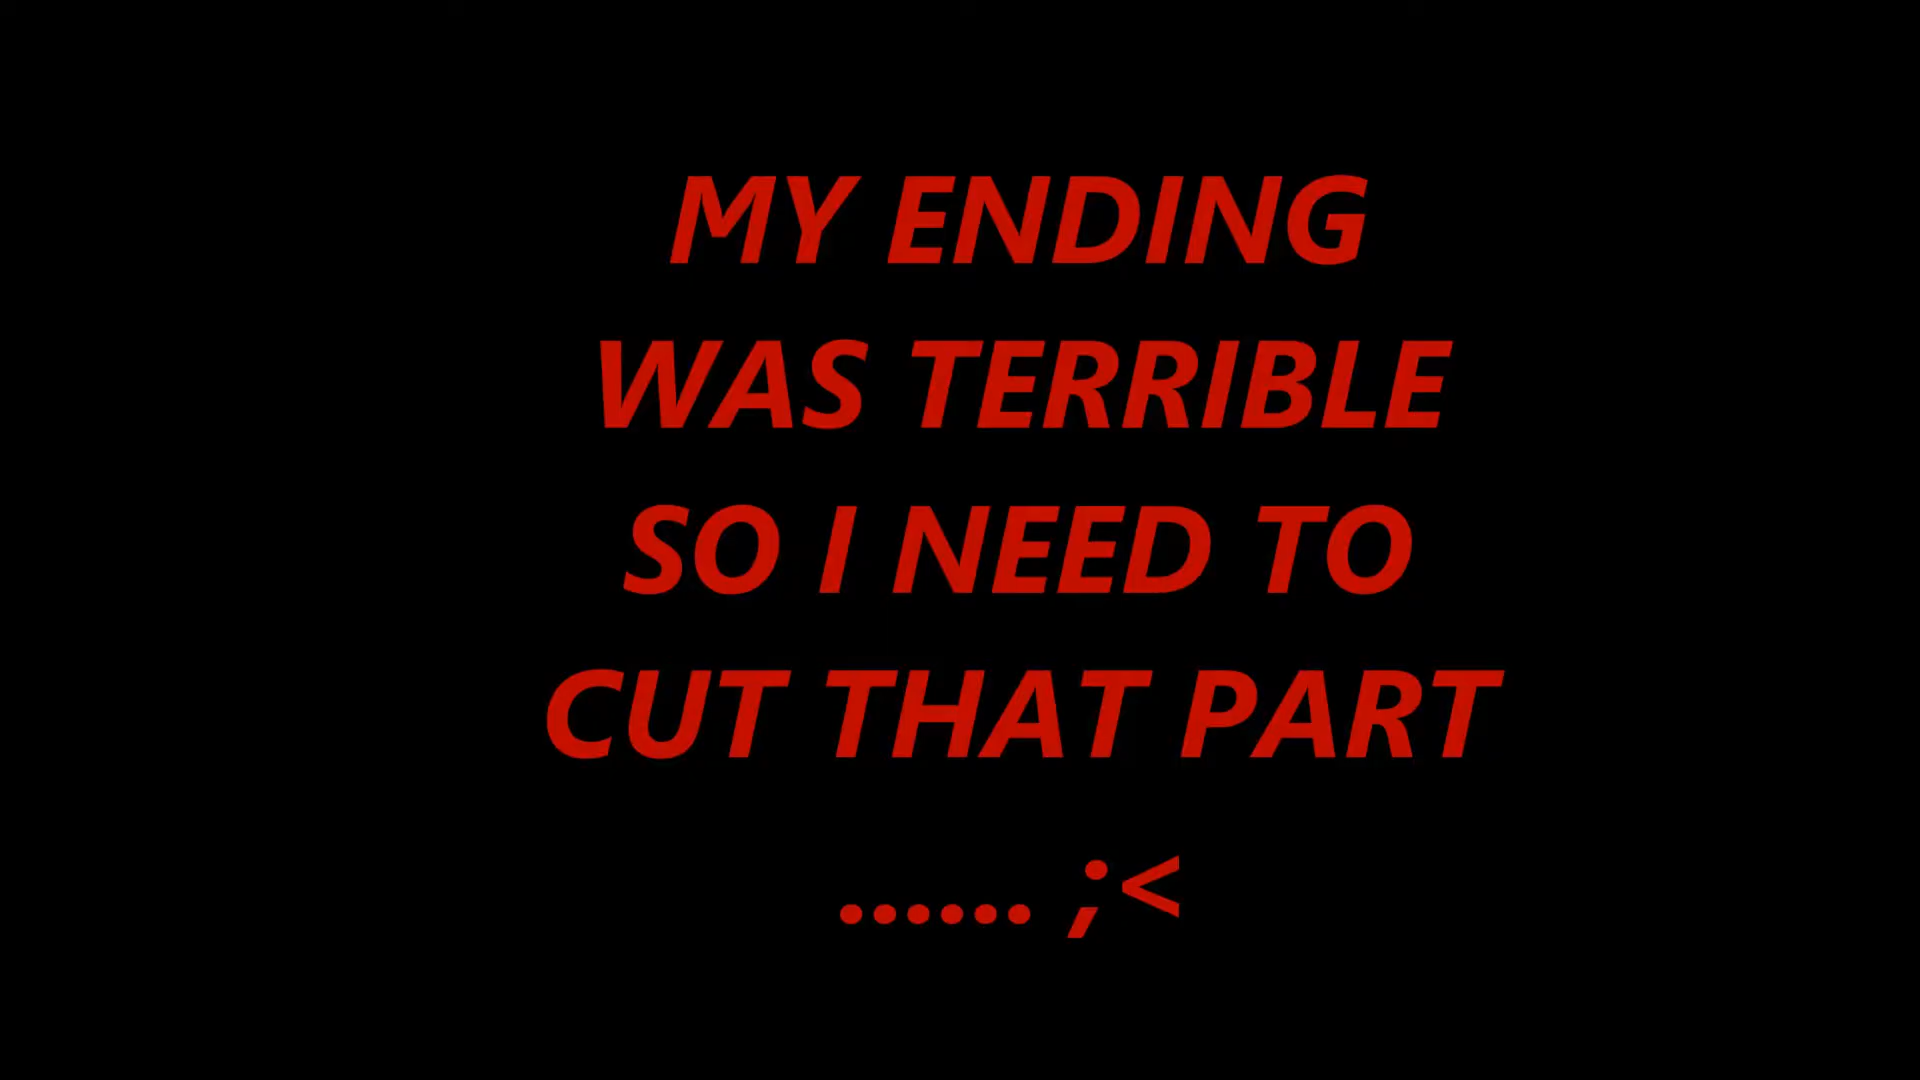 MY ENDING
WAS TERRIBLE
SO I NEED TO
CUT THAT PART
...... ;<